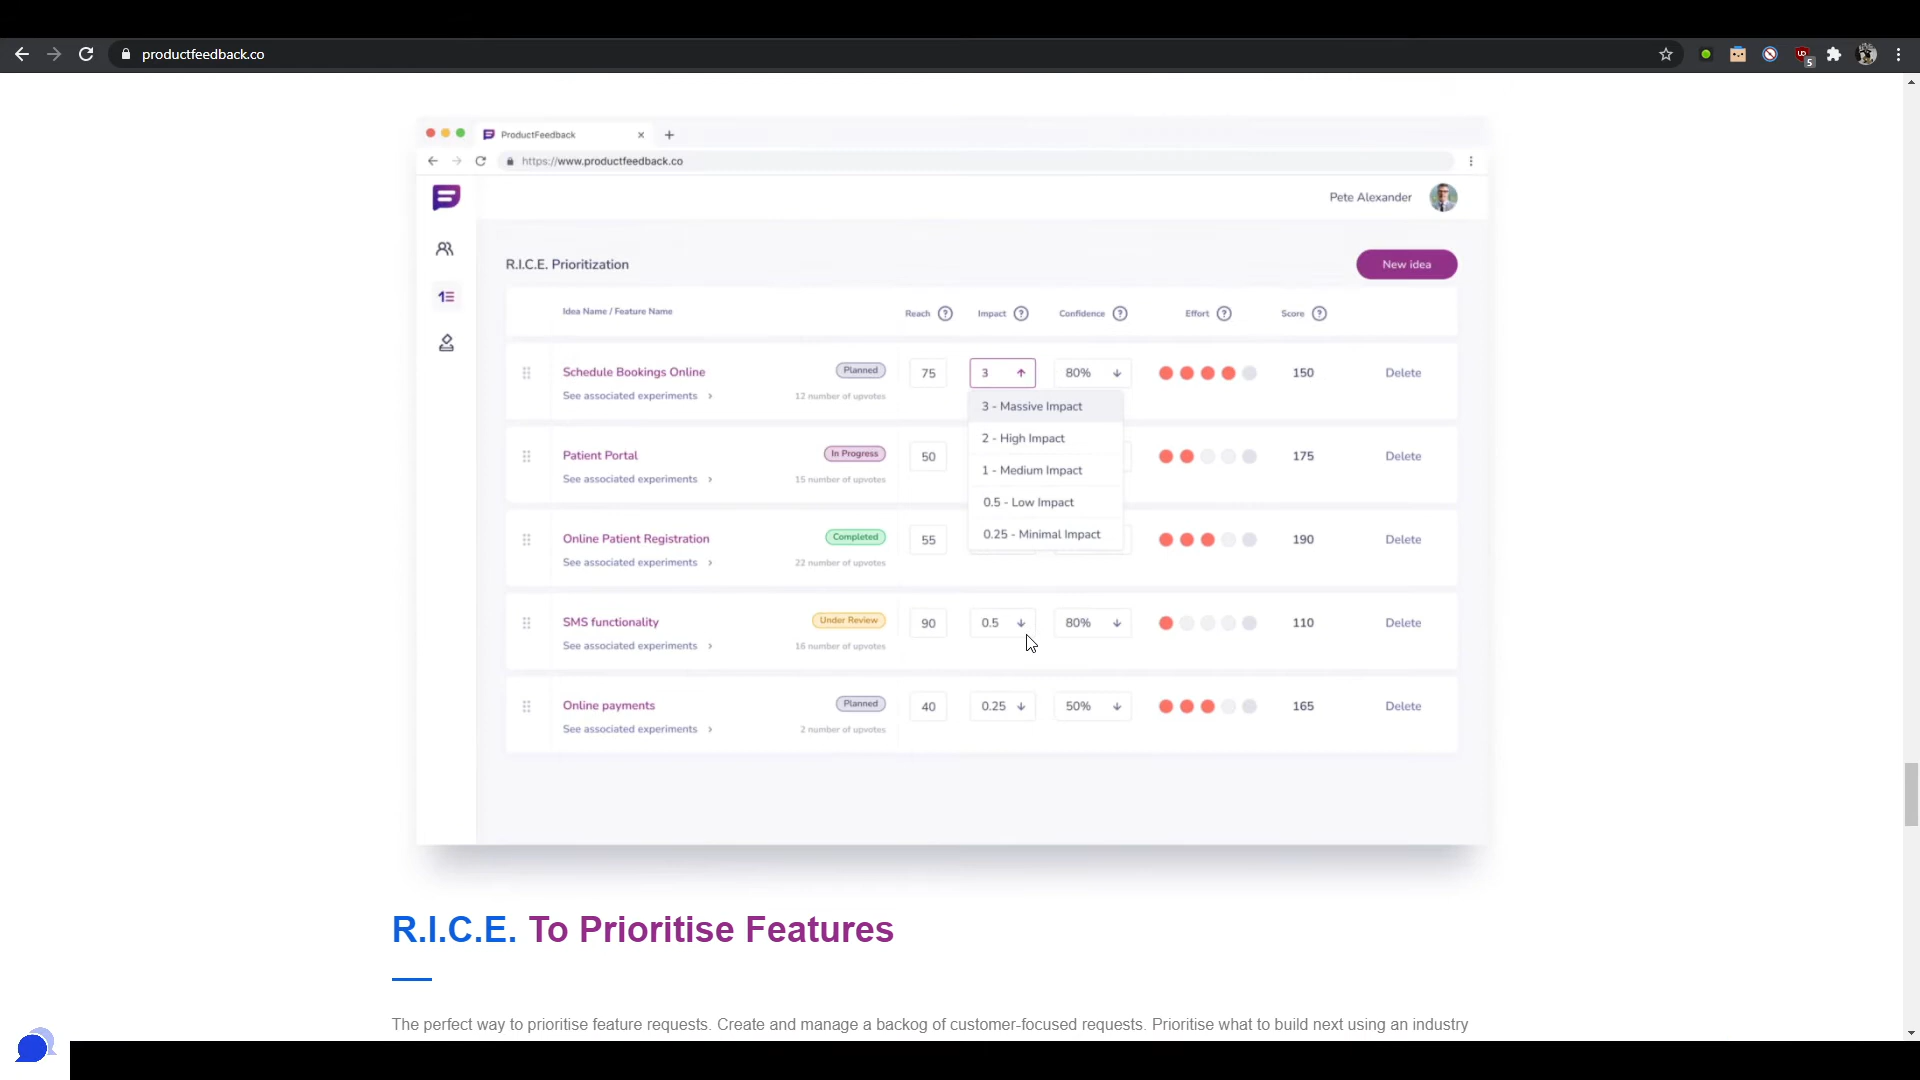 productfeedback.co
5
ProductFeedback
https://www.productfeedback.co
Pete Alexander
R.I.C.E. Prioritization
New idea
Idea Name / Feature Name Reach ? Impact ? Confidence ? Effort ? Score ?
Schedule Bookings Online Planned 75 3 80% 150 Delete
See associated experiments 12 number of upvotes
3 - Massive Impact
2 - High Impact
Patient Portal In Progress 50 175 Delete
1 - Medium Impact
See associated experiments 15 number of upvotes
0.5 - Low Impact
0.25 - Minimal Impact
Online Patient Registration Completed 55 190 Delete
See associated experiments 22 number of upvotes
SMS functionality Under Review 90 0.5 80% 110 Delete
See associated experiments 16 number of upvotes
Online payments Planned 40 0.25 50% 165 Delete
See associated experiments 2 number of upvotes
R.I.C.E. To Prioritise Features
The perfect way to prioritise feature requests. Create and manage a backog of customer-focused requests. Prioritise what to build next using an industry